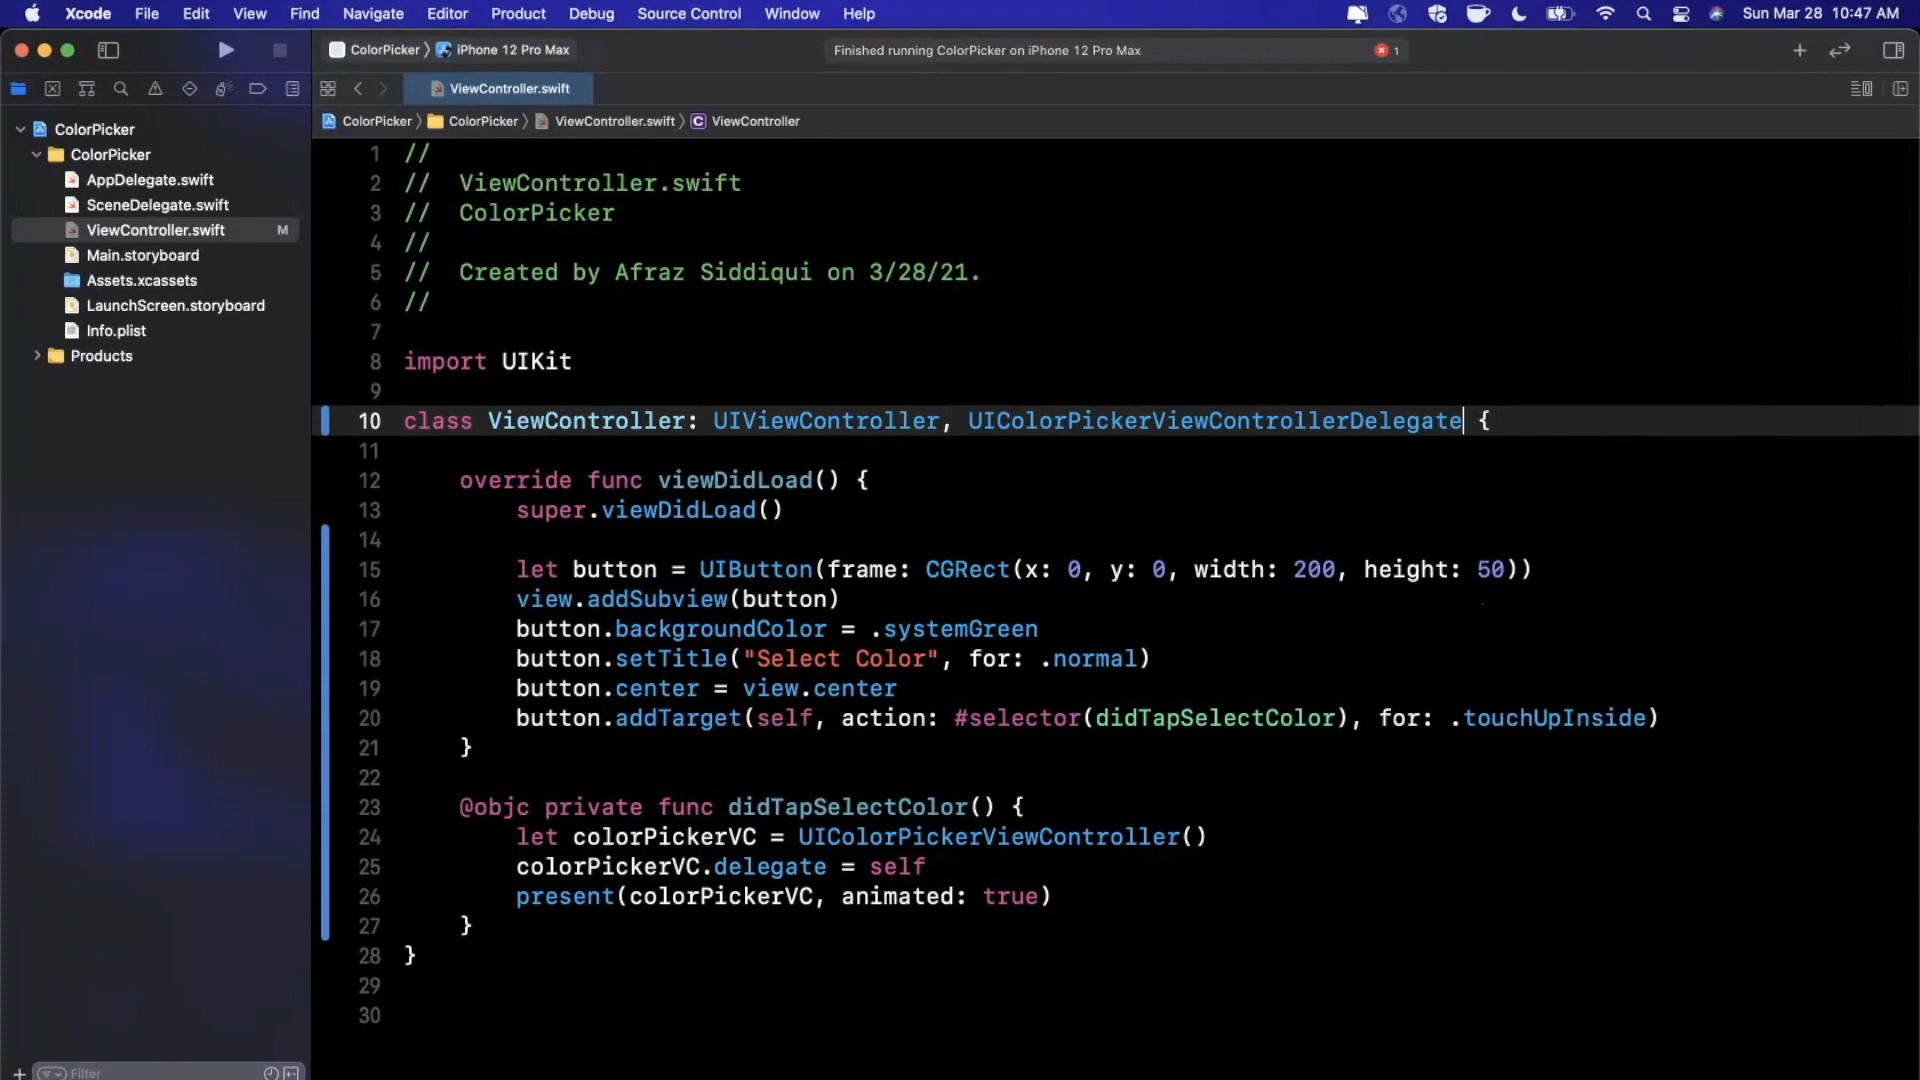 Xcode File Edit View Find Navigate Editor Product Debug Source Control Window Help Sun Mar 28 10:47 AM
ColorPicker iPhone 12 Pro Max Finished running ColorPicker on iPhone 12 Pro Max 1
ViewController.swift
ColorPicker ColorPicker ViewController.swift C ViewController
ColorPicker
ColorPicker
AppDelegate.swift
SceneDelegate.swift
ViewController.swift M
Main.storyboard
Assets.xcassets
LaunchScreen.storyboard
Info.plist
Products
Filter
1 //
2 //  ViewController.swift
3 //  ColorPicker
4 //
5 //  Created by Afraz Siddiqui on 3/28/21.
6 //
7
8 import UIKit
9
10 class ViewController: UIViewController, UIColorPickerViewControllerDelegate {
11
12     override func viewDidLoad() {
13         super.viewDidLoad()
14
15         let button = UIButton(frame: CGRect(x: 0, y: 0, width: 200, height: 50))
16         view.addSubview(button)
17         button.backgroundColor = .systemGreen
18         button.setTitle("Select Color", for: .normal)
19         button.center = view.center
20         button.addTarget(self, action: #selector(didTapSelectColor), for: .touchUpInside)
21     }
22
23     @objc private func didTapSelectColor() {
24         let colorPickerVC = UIColorPickerViewController()
25         colorPickerVC.delegate = self
26         present(colorPickerVC, animated: true)
27     }
28 }
29
30